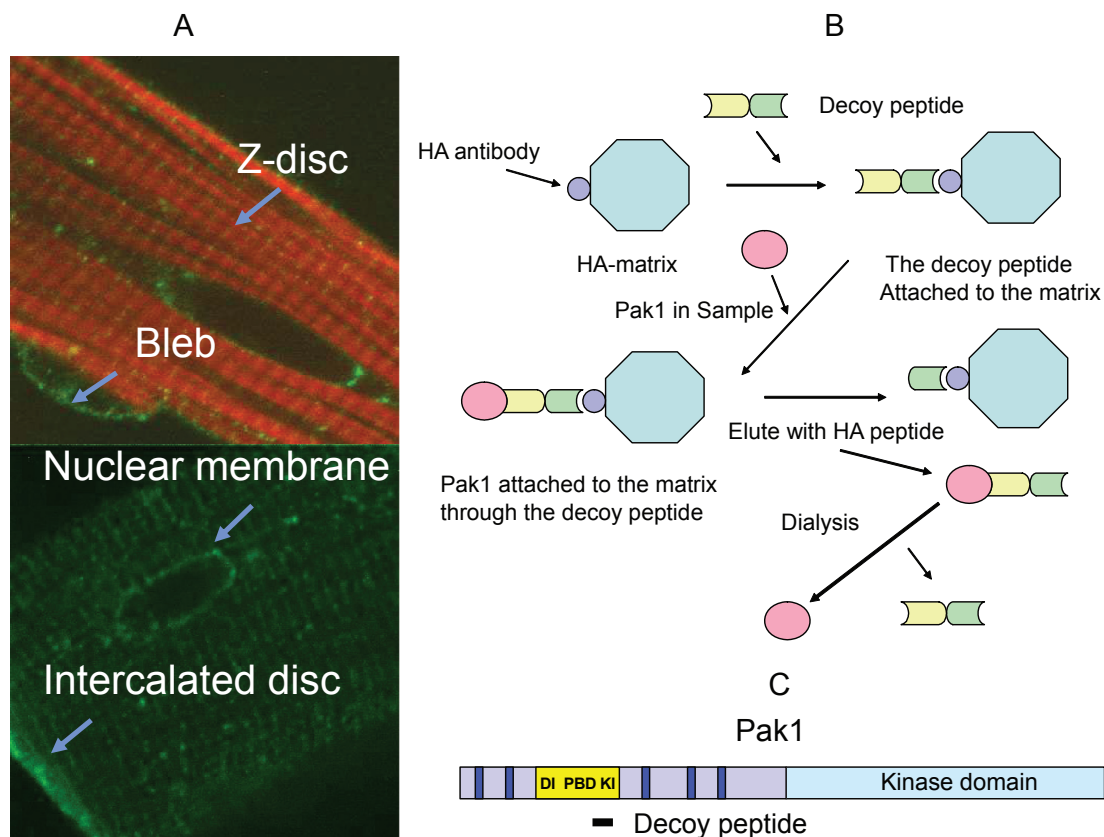 A
Z-disc
Bleb
Nuclear membrane
Intercalated disc
B
Decoy peptide
HA antibody
HA-matrix
The decoy peptide
Attached to the matrix
Pak1 in Sample
Elute with HA peptide
Pak1 attached to the matrix
through the decoy peptide
Dialysis
C
Pak1
DI PBD KI
Kinase domain
Decoy peptide